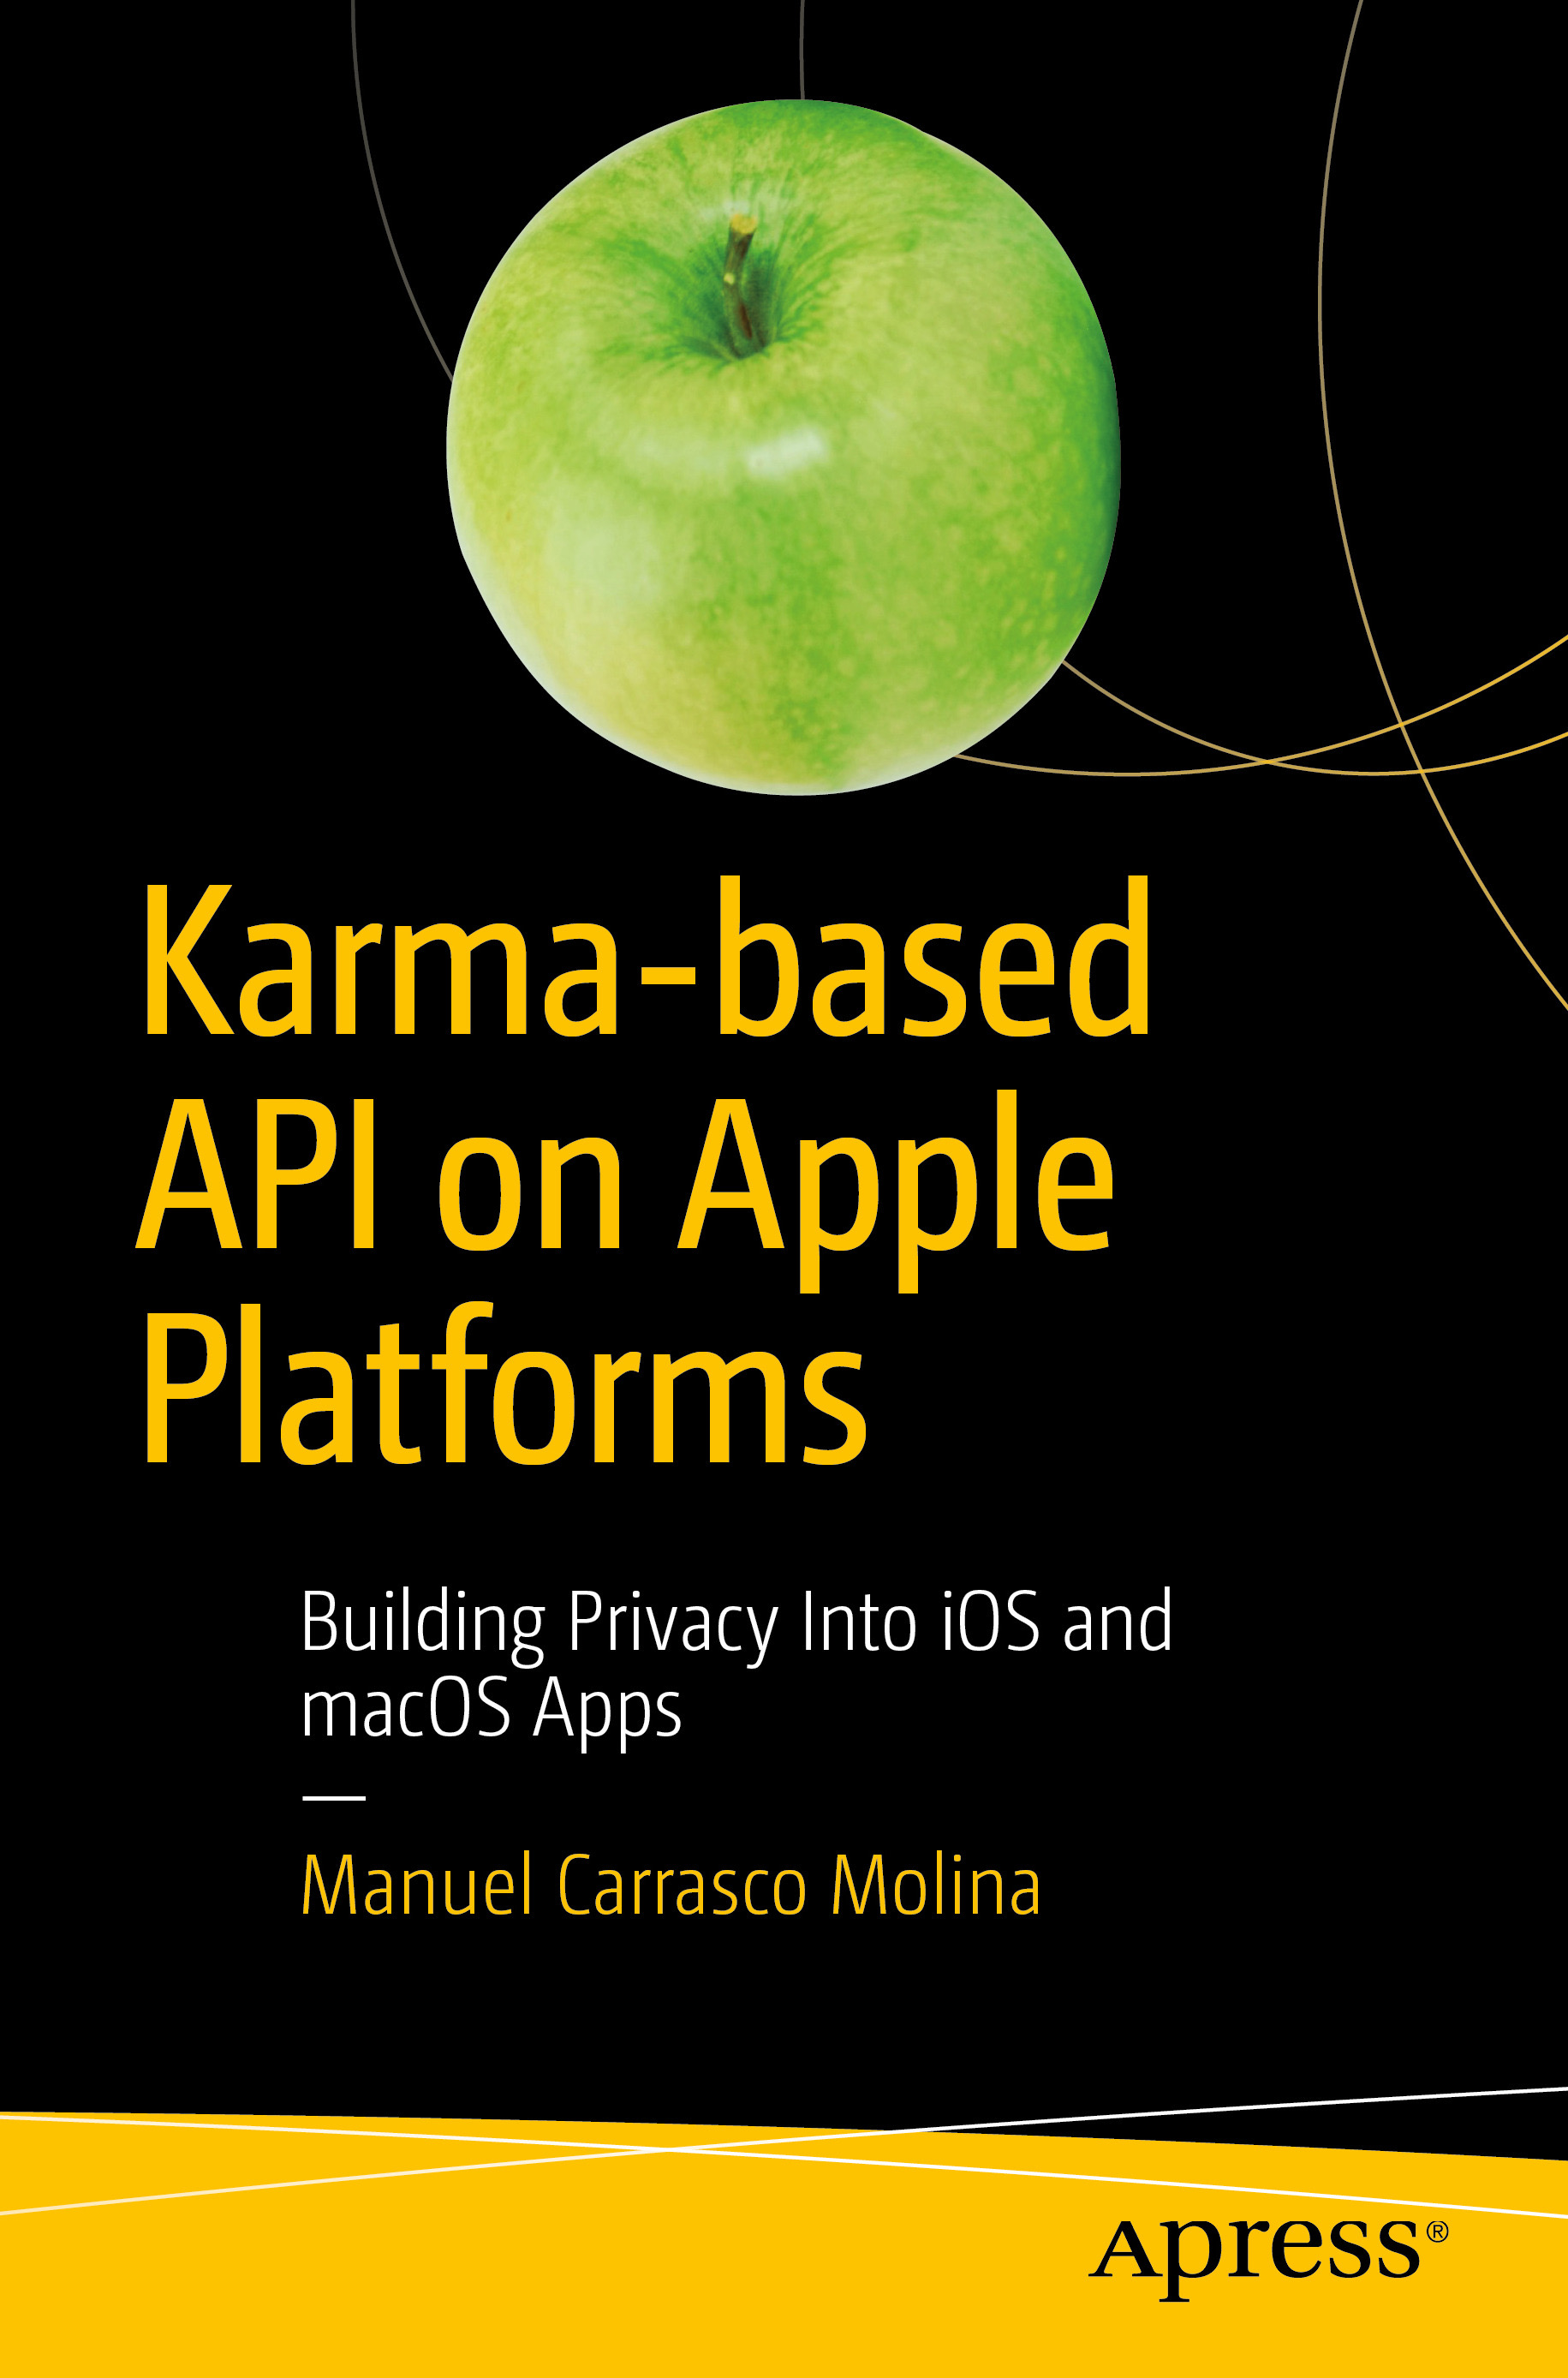 Karma-based
API on Apple
Platforms
Building Privacy Into iOS and
macOS Apps
Manuel Carrasco Molina
Apress®